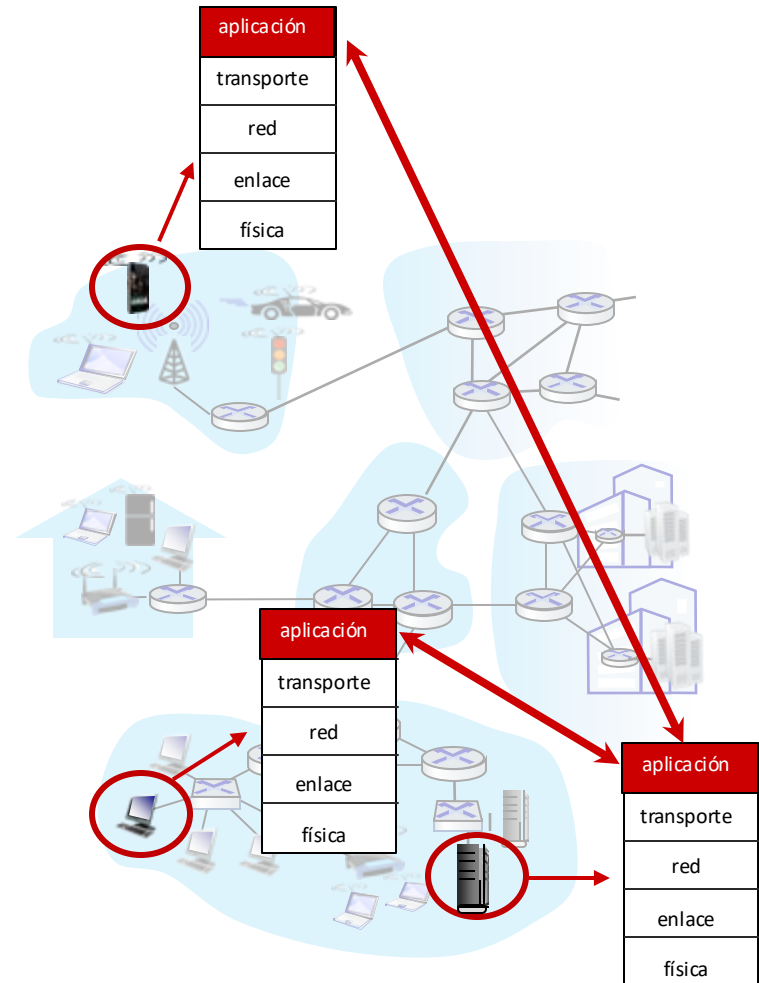 aplicación
transporte
red
enlace
física
aplicación
transporte
red
enlace
física
aplicación
transporte
red
enlace
física